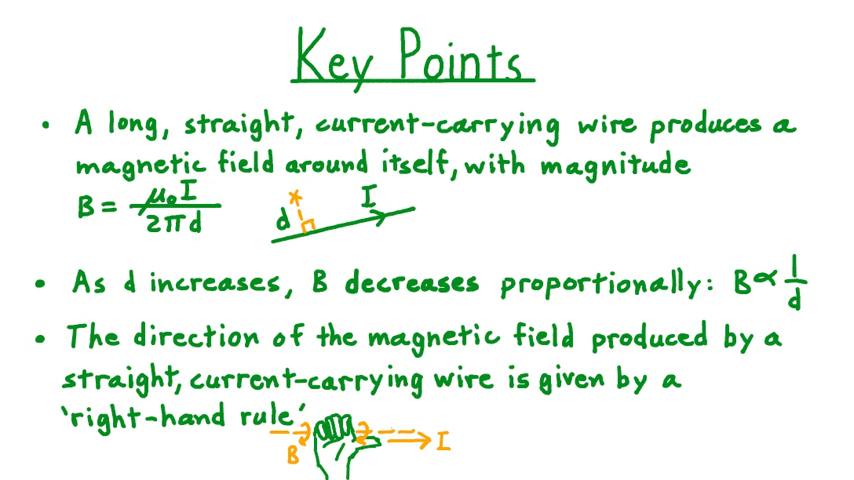 Key Points
• A long, straight, current-carrying wire produces a
magnetic field around itself, with magnitude
B = μ₀I / 2πd
d I
• As d increases, B decreases proportionally: B ∝ 1/d
• The direction of the magnetic field produced by a
straight, current-carrying wire is given by a
'right-hand rule'
B I